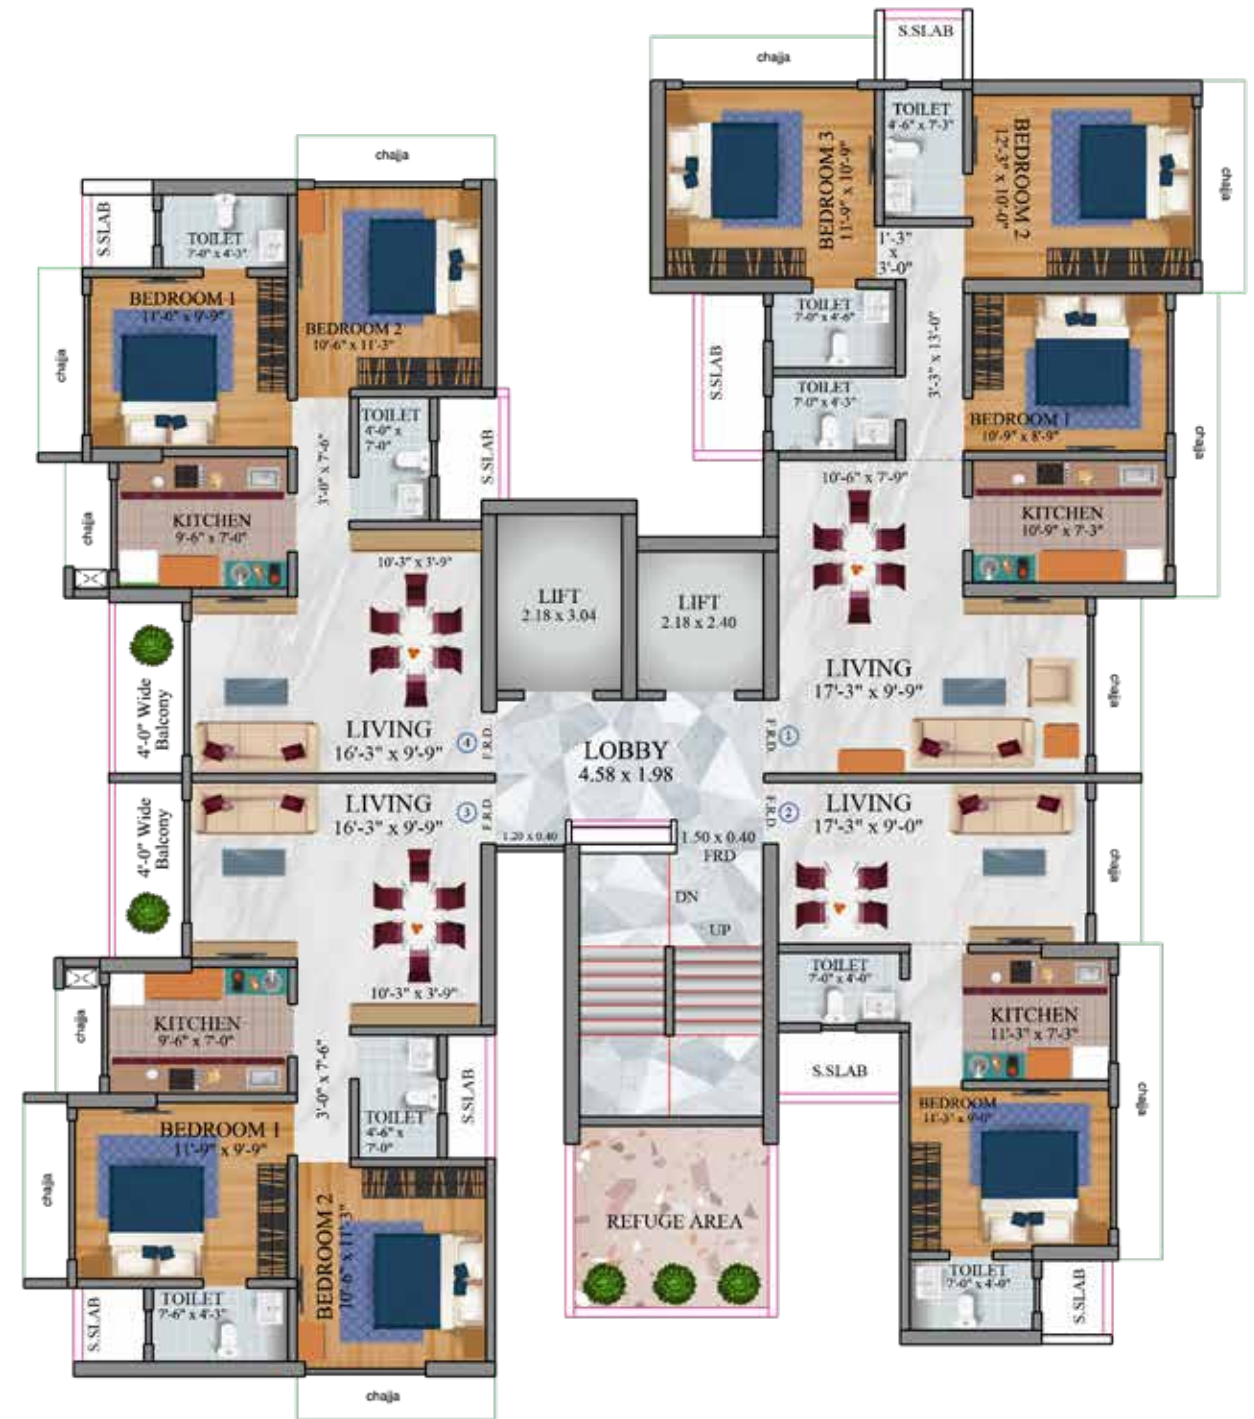 S.SLAB
chajja
TOILET
4'-6" x 7'-3"
BEDROOM 3
11'-9" x 10'-9"
BEDROOM 2
12'-3" x 10'-0"
chajja
1'-3"
x
3'-0"
TOILET
7'-0" x 4'-6"
S.SLAB
3'-3" x 13'-0"
TOILET
7'-0" x 4'-3"
BEDROOM 1
10'-9" x 8'-9"
chajja
10'-6" x 7'-9"
KITCHEN
10'-9" x 7'-3"
LIVING
17'-3" x 9'-9"
chajja
F.R.D.
1
chajja
S.SLAB
TOILET
7'-0" x 4'-3"
BEDROOM 1
11'-0" x 9'-9"
chajja
BEDROOM 2
10'-6" x 11'-3"
TOILET
4'-0" x
7'-0"
S.SLAB
3'-0" x 7'-6"
chajja
KITCHEN
9'-6" x 7'-0"
10'-3" x 3'-9"
LIFT
2.18 x 3.04
LIFT
2.18 x 2.40
4'-0" Wide
Balcony
LIVING
16'-3" x 9'-9"
4
F.R.D.
LOBBY
4.58 x 1.98
4'-0" Wide
Balcony
LIVING
16'-3" x 9'-9"
3
F.R.D.
1.20 x 0.40
1.50 x 0.40
FRD
DN
UP
F.R.D.
2
LIVING
17'-3" x 9'-0"
chajja
10'-3" x 3'-9"
chajja
KITCHEN
9'-6" x 7'-0"
3'-0" x 7'-6"
TOILET
4'-6" x
7'-0"
S.SLAB
chajja
BEDROOM 1
11'-9" x 9'-9"
BEDROOM 2
10'-6" x 11'-3"
S.SLAB
TOILET
7'-6" x 4'-3"
chajja
REFUGE AREA
TOILET
7'-0" x 4'-0"
S.SLAB
KITCHEN
11'-3" x 7'-3"
chajja
BEDROOM
11'-3" x 9'-0"
TOILET
7'-0" x 4'-0"
S.SLAB